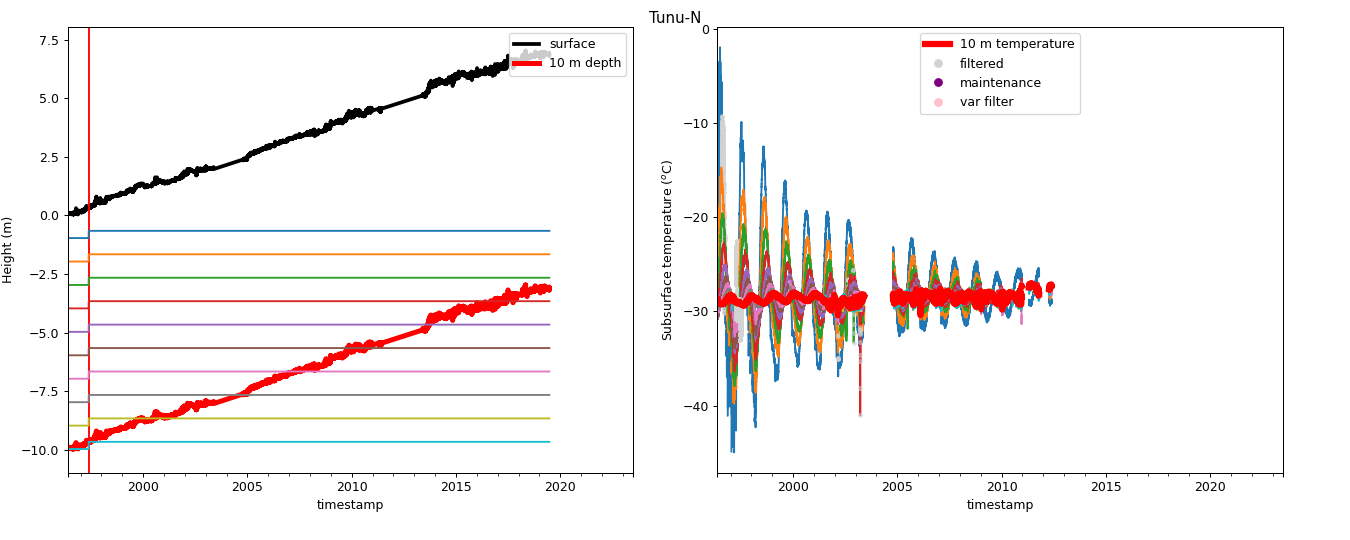 Tunu-N
7.5
5.0
2.5
0.0
−2.5
−5.0
−7.5
−10.0
Height (m)
surface
10 m depth
2000
2005
2010
2015
2020
timestamp
0
−10
−20
−30
−40
Subsurface temperature (°C)
10 m temperature
filtered
maintenance
var filter
2000
2005
2010
2015
2020
timestamp